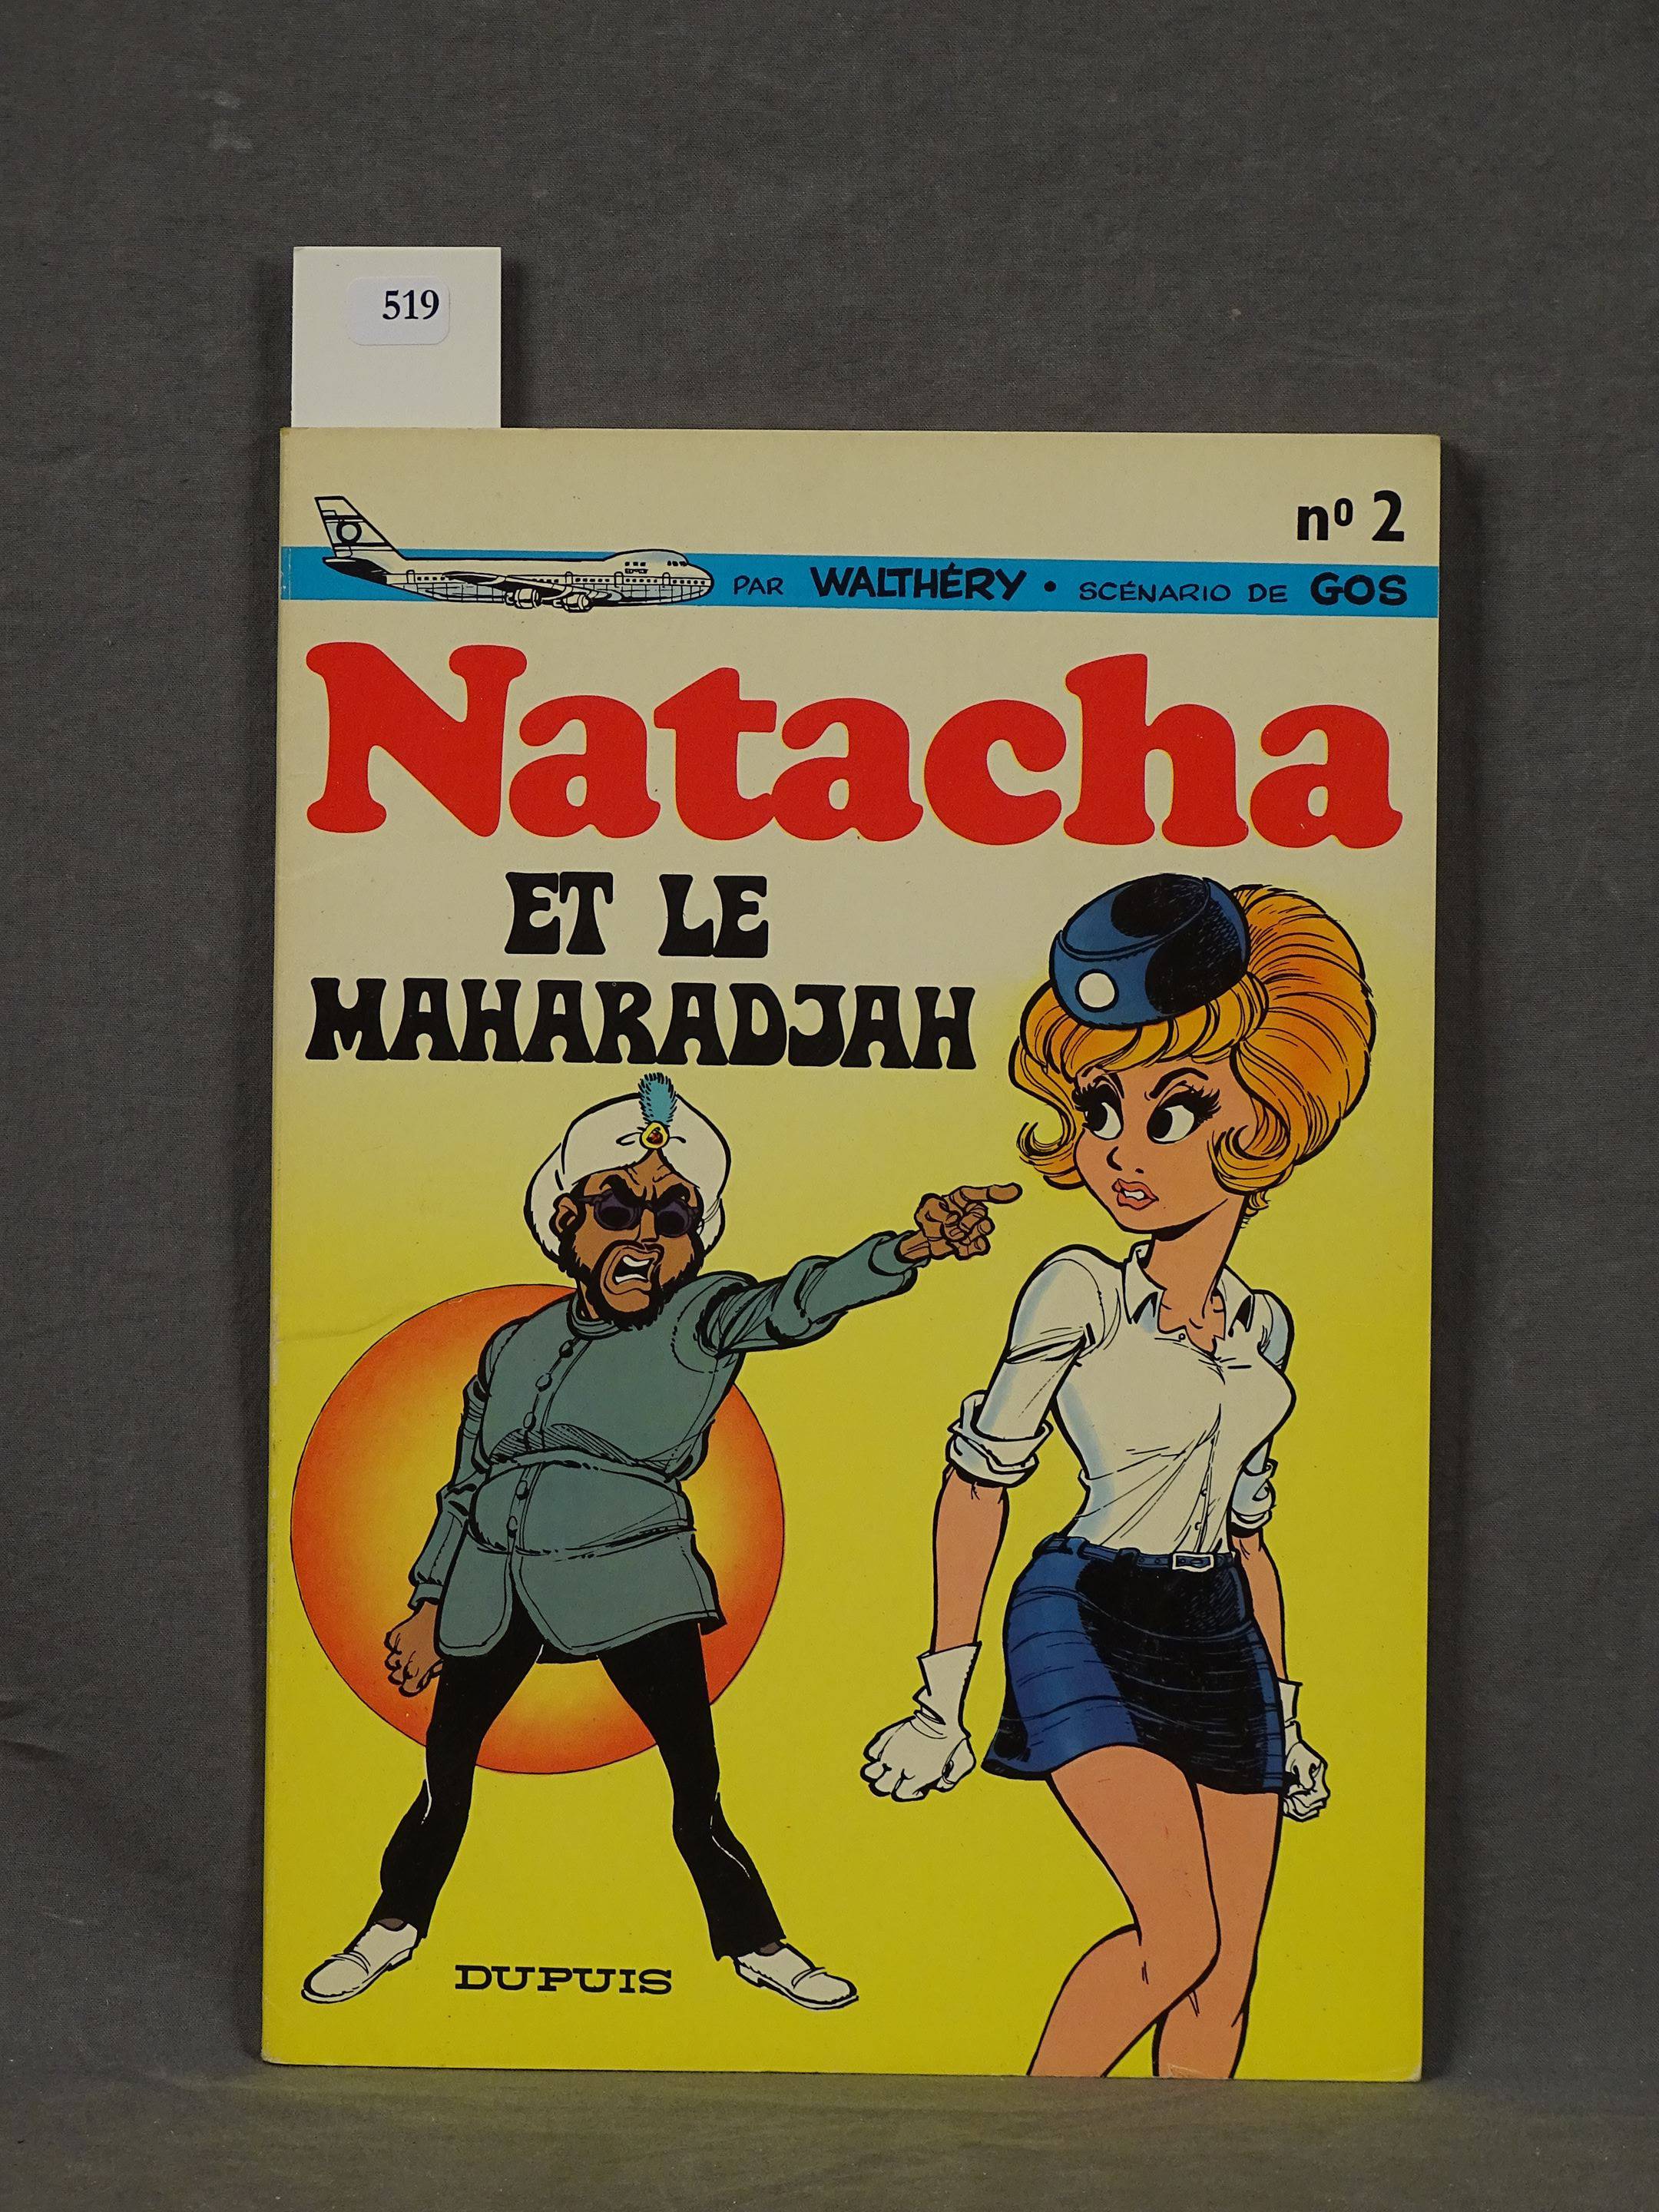 519
nº 2
PAR WALTHÉRY • SCÉNARIO DE GOS
Natacha
ET LE
MAHARADJAH
DUPUIS